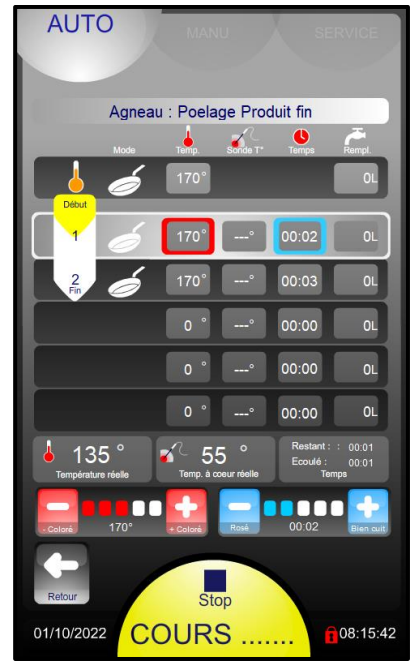 AUTO MANU SERVICE
Agneau : Poelage Produit fin
Mode Temp. Sonde T° Temps Rempl.
170° 0L
Début
1 170° ---° 00:02 0L
2 170° ---° 00:03 0L
Fin
0 ° ---° 00:00 0L
0 ° ---° 00:00 0L
0 ° ---° 00:00 0L
135 ° 55 ° Restant : : 00:01
Ecoulé : 00:01
Température réelle Temp. à coeur réelle Temps
- Coloré 170° + Coloré Rosé 00:02 Bien cuit
Retour
Stop
01/10/2022 COURS ....... 08:15:42